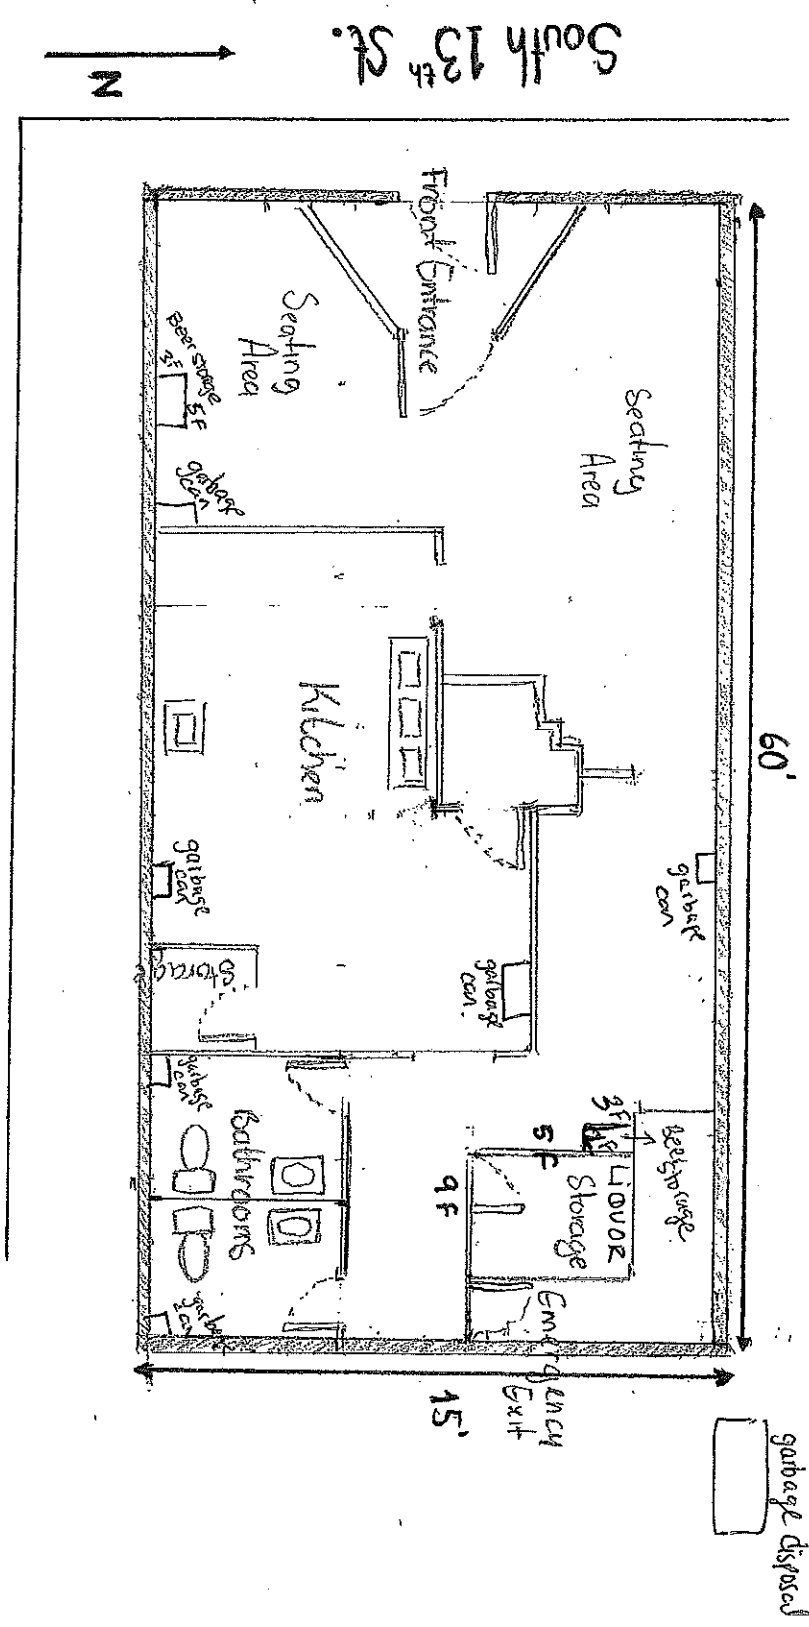 South 13th St.
N
Front Entrance
Seating
Area
Seating
Area
Beer storage
3F
5F
garbage
can
60'
Kitchen
garbage
can
garbage
can
garbage
can.
Storage
garbage
can
Bathrooms
3F
5F
9F
Beer storage
LiQUOR
Storage
garbage
can
Emergency
Exit
15'
garbage disposal